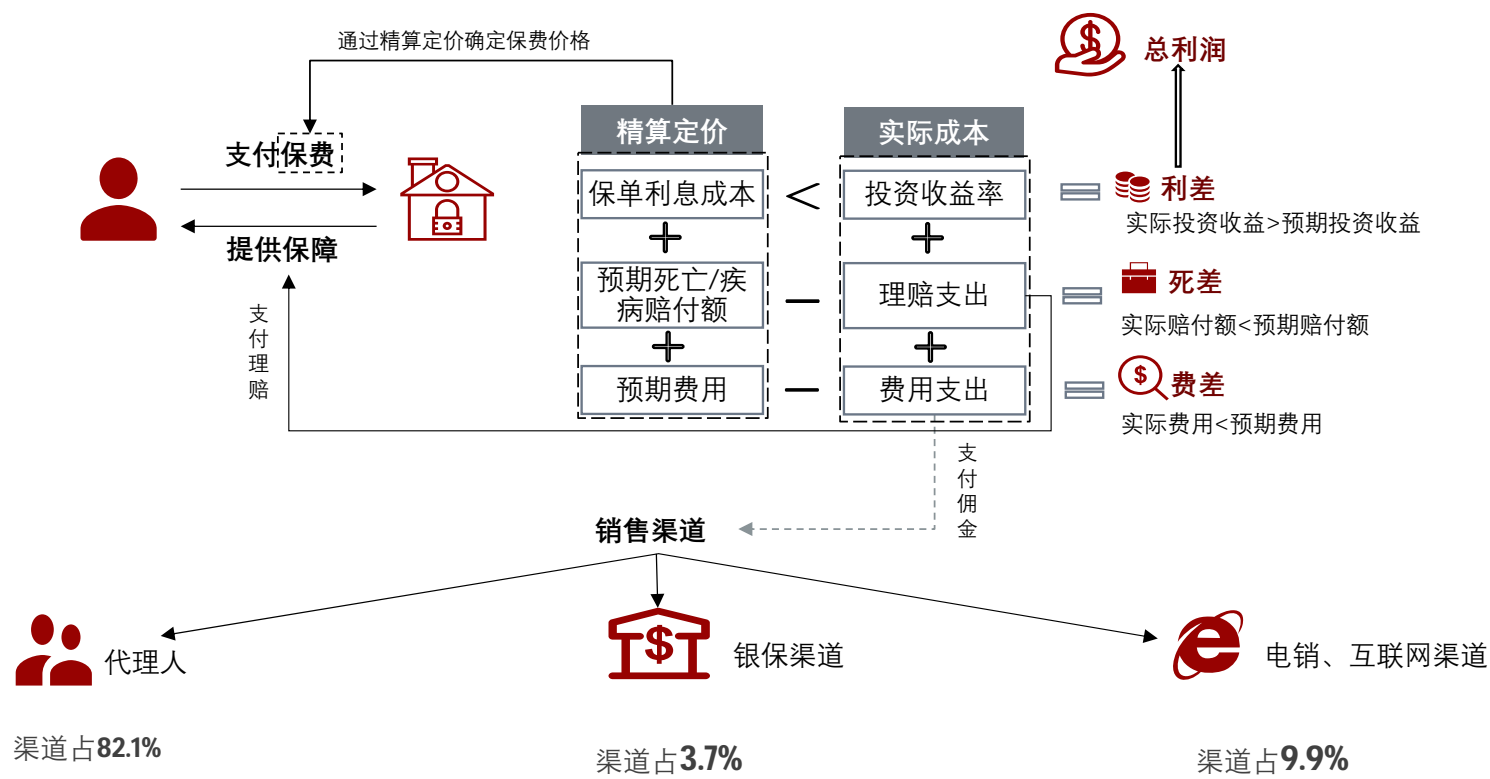 通过精算定价确定保费价格
总利润
精算定价
实际成本
支付保费
保单利息成本
<
投资收益率
利差
实际投资收益>预期投资收益
提供保障
预期死亡/疾
病赔付额
理赔支出
死差
实际赔付额<预期赔付额
支付理赔
预期费用
费用支出
费差
实际费用<预期费用
支付佣金
销售渠道
代理人
银保渠道
电销、互联网渠道
渠道占82.1%
渠道占3.7%
渠道占9.9%